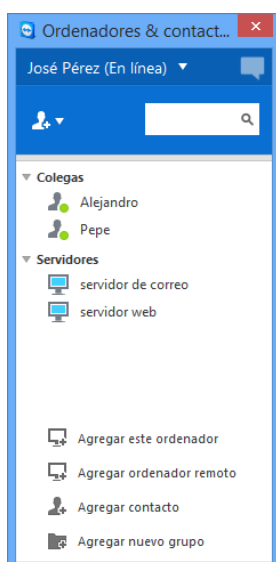 Ordenadores & contact...
José Pérez (En línea)
Colegas
Alejandro
Pepe
Servidores
servidor de correo
servidor web
Agregar este ordenador
Agregar ordenador remoto
Agregar contacto
Agregar nuevo grupo